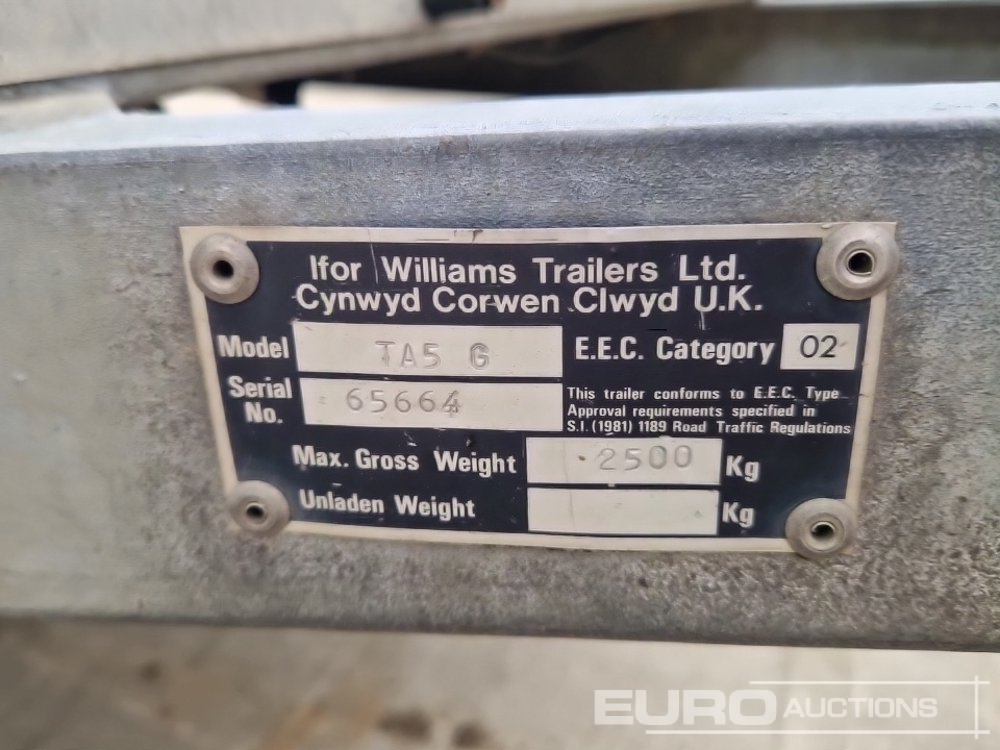 Ifor Williams Trailers Ltd.
Cynwyd Corwen Clwyd U.K.
Model TA5 G E.E.C. Category 02
Serial No. 65664
This trailer conforms to E.E.C. Type
Approval requirements specified in
S.I. (1981) 1189 Road Traffic Regulations
Max. Gross Weight 2500 Kg
Unladen Weight Kg
EURO AUCTIONS